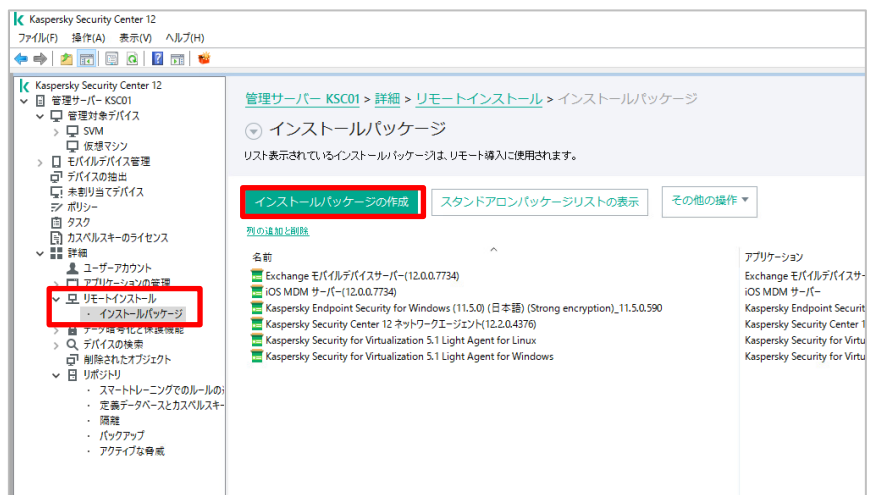 Kaspersky Security Center 12
ファイル(F) 操作(A) 表示(V) ヘルプ(H)
Kaspersky Security Center 12
管理サーバー KSC01
管理対象デバイス
SVM
仮想マシン
モバイルデバイス管理
デバイスの抽出
未割り当てデバイス
ポリシー
タスク
カスペルスキーのライセンス
詳細
ユーザーアカウント
アプリケーションの管理
リモートインストール
・ インストールパッケージ
データ暗号化と保護機能
デバイスの検索
削除されたオブジェクト
リポジトリ
・ スマートトレーニングでのルールの
・ 定義データベースとカスペルスキー
・ 隔離
・ バックアップ
・ アクティブな脅威
管理サーバー KSC01 > 詳細 > リモートインストール > インストールパッケージ
インストールパッケージ
リスト表示されているインストールパッケージは、リモート導入に使用されます。
インストールパッケージの作成 スタンドアロンパッケージリストの表示 その他の操作
列の追加と削除
名前 アプリケーション
Exchange モバイルデバイスサーバー(12.0.0.7734) Exchange モバイルデバイスサー
iOS MDM サーバー(12.0.0.7734) iOS MDM サーバー
Kaspersky Endpoint Security for Windows (11.5.0) (日本語) (Strong encryption)_11.5.0.590 Kaspersky Endpoint Securit
Kaspersky Security Center 12 ネットワークエージェント(12.2.0.4376) Kaspersky Security Center 1
Kaspersky Security for Virtualization 5.1 Light Agent for Linux Kaspersky Security for Virtu
Kaspersky Security for Virtualization 5.1 Light Agent for Windows Kaspersky Security for Virtu